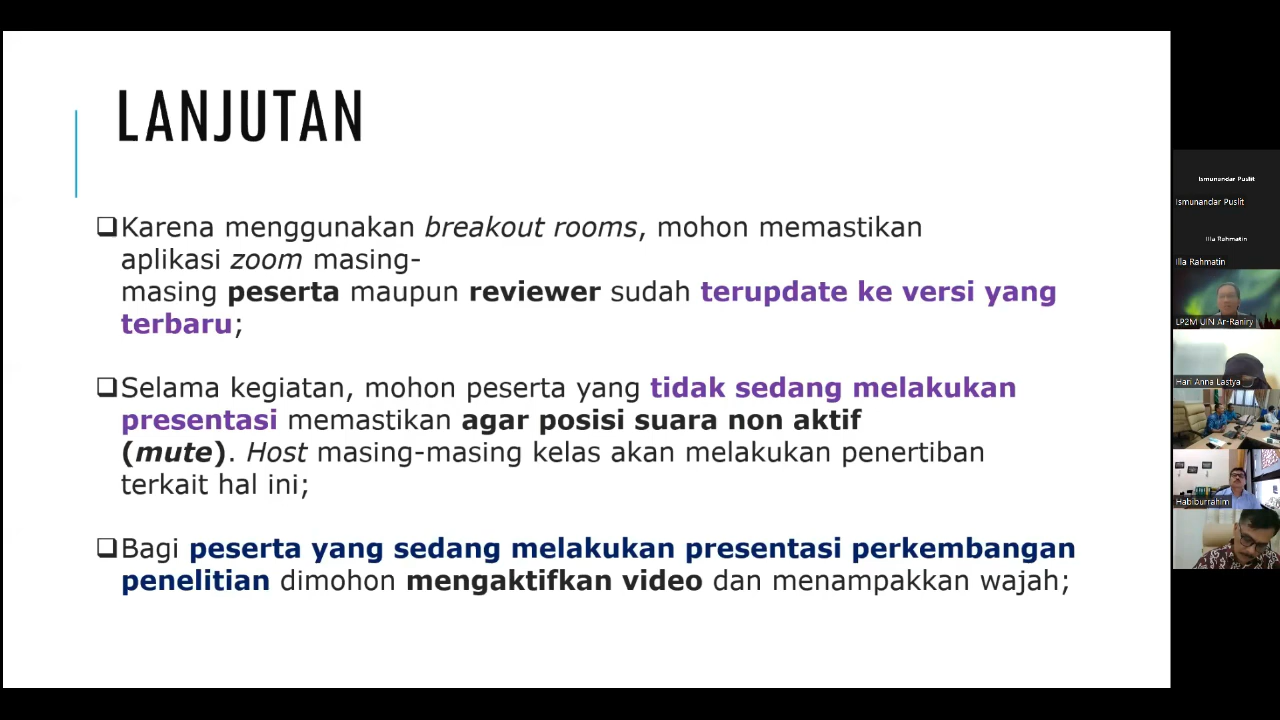 LANJUTAN
❑Karena menggunakan breakout rooms, mohon memastikan
aplikasi zoom masing-
masing peserta maupun reviewer sudah terupdate ke versi yang
terbaru;
❑Selama kegiatan, mohon peserta yang tidak sedang melakukan
presentasi memastikan agar posisi suara non aktif
(mute). Host masing-masing kelas akan melakukan penertiban
terkait hal ini;
❑Bagi peserta yang sedang melakukan presentasi perkembangan
penelitian dimohon mengaktifkan video dan menampakkan wajah;
Ismunandar Puslit
Ismunandar Puslit
Illa Rahmatin
Illa Rahmatin
LP2M UIN Ar-Raniry
Hari Anna Lastya
Habiburrahim